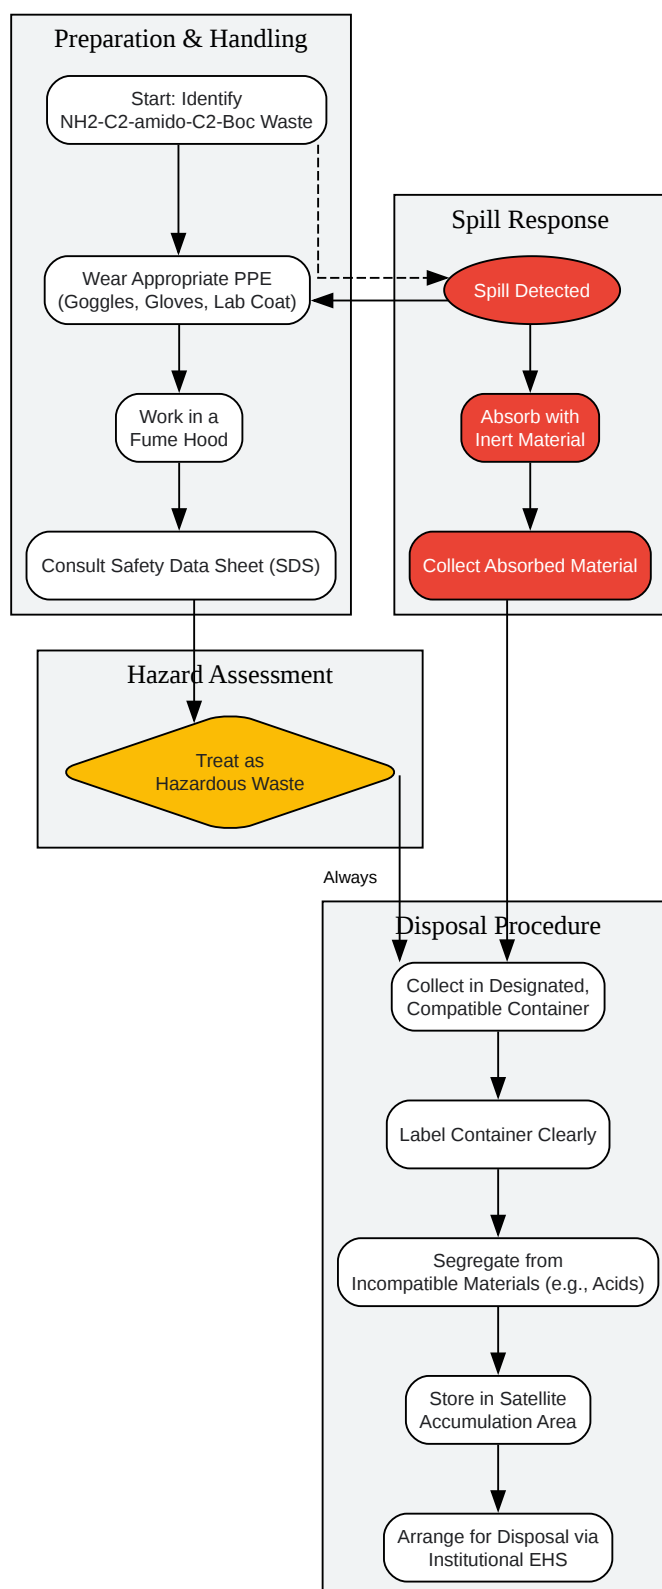 Preparation & Handling
Start: Identify
NH2-C2-amido-C2-Boc Waste
Wear Appropriate PPE
(Goggles, Gloves, Lab Coat)
Work in a
Fume Hood
Consult Safety Data Sheet (SDS)
Spill Response
Spill Detected
Absorb with
Inert Material
Collect Absorbed Material
Hazard Assessment
Treat as
Hazardous Waste
Always
Disposal Procedure
Collect in Designated,
Compatible Container
Label Container Clearly
Segregate from
Incompatible Materials (e.g., Acids)
Store in Satellite
Accumulation Area
Arrange for Disposal via
Institutional EHS